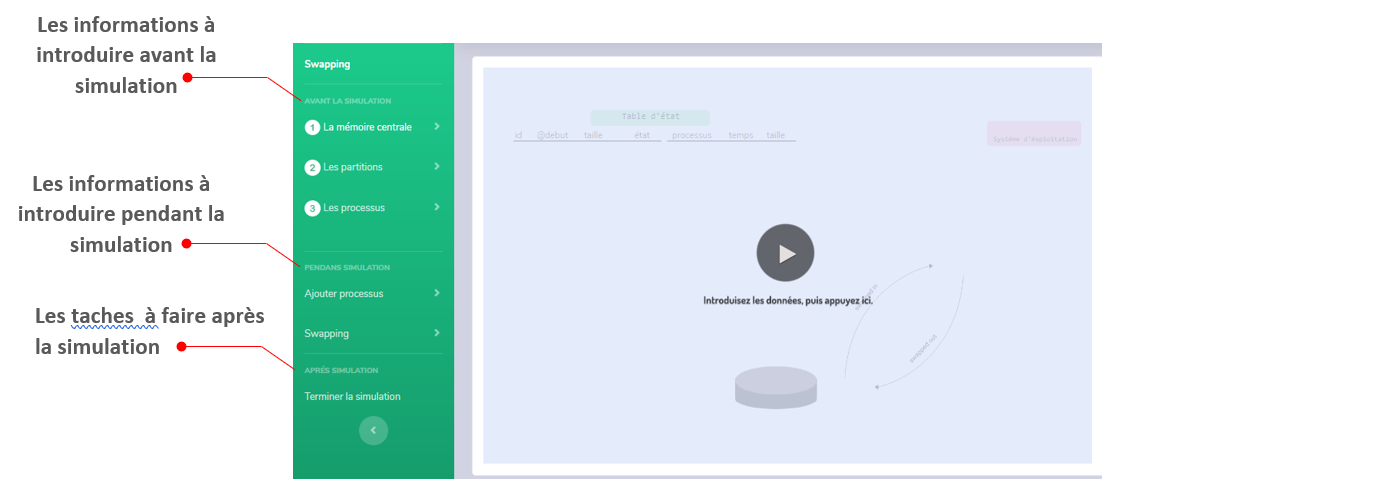 Les informations à
introduire avant la
simulation
Les informations à
introduire pendant la
simulation
Les taches à faire après
la simulation
Swapping
AVANT LA SIMULATION
1 La mémoire centrale
2 Les partitions
3 Les processus
PENDANS SIMULATION
Ajouter processus
Swapping
APRÉS SIMULATION
Terminer la simulation
Table d'état
id @debut taille état processus temps taille
Système d'éxploitation
Introduisez les données, puis appuyez ici.
swapped in
swapped out